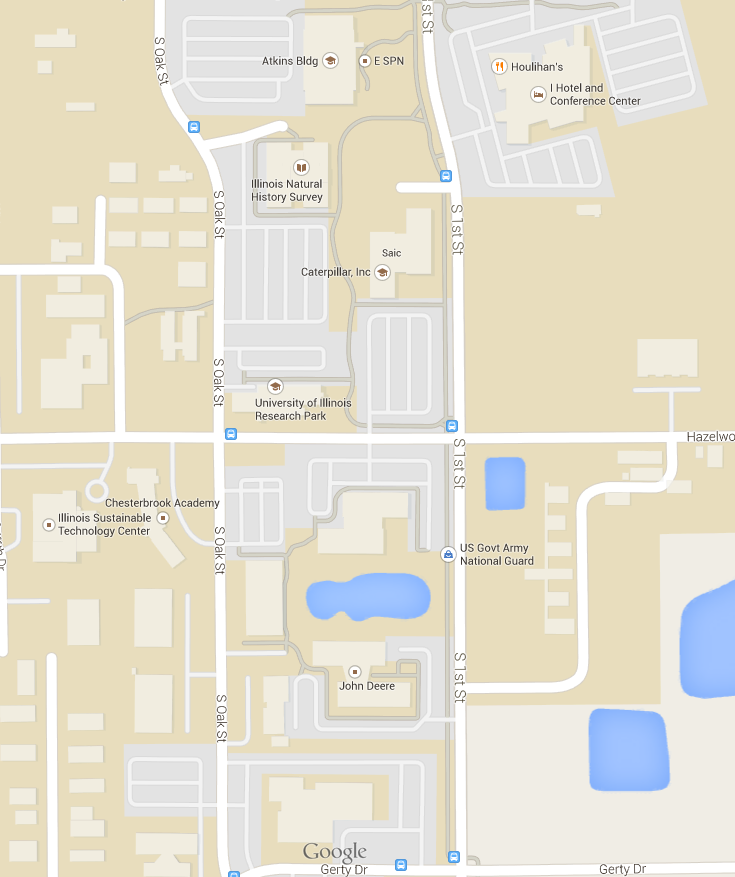 S Oak St
S 1st St
Atkins Bldg
E SPN
Houlihan's
I Hotel and
Conference Center
Illinois Natural
History Survey
S Oak St
S 1st St
Saic
Caterpillar, Inc
S Oak St
University of Illinois
Research Park
Hazelwo
S 1st St
Chesterbrook Academy
Illinois Sustainable
Technology Center
S Oak St
US Govt Army
National Guard
S 1st St
John Deere
S Oak St
Google
Gerty Dr
Gerty Dr